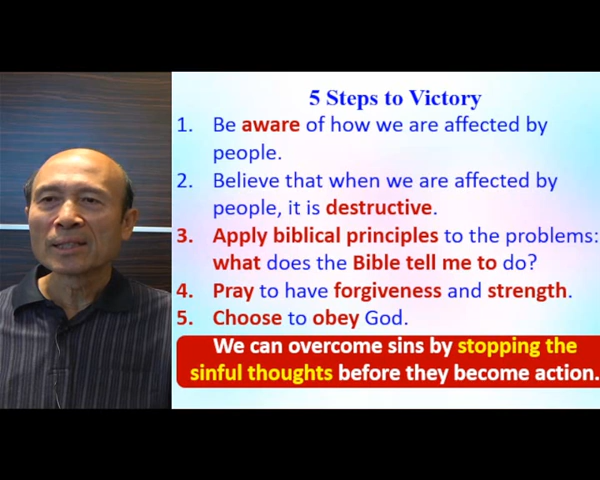 5 Steps to Victory
1. Be aware of how we are affected by
people.
2. Believe that when we are affected by
people, it is destructive.
3. Apply biblical principles to the problems:
what does the Bible tell me to do?
4. Pray to have forgiveness and strength.
5. Choose to obey God.
We can overcome sins by stopping the
sinful thoughts before they become action.